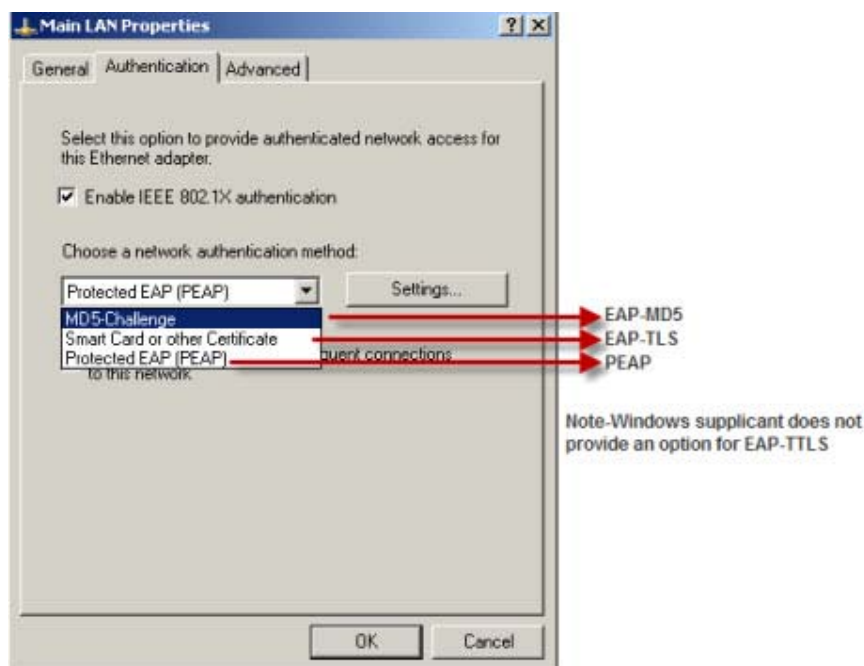 Main LAN Properties
General Authentication Advanced
Select this option to provide authenticated network access for
this Ethernet adapter.
Enable IEEE 802.1X authentication
Choose a network authentication method:
Protected EAP (PEAP) Settings...
MD5-Challenge EAP-MD5
Smart Card or other Certificate EAP-TLS
Protected EAP (PEAP) quent connections PEAP
to this network
Note-Windows supplicant does not
provide an option for EAP-TTLS
OK Cancel